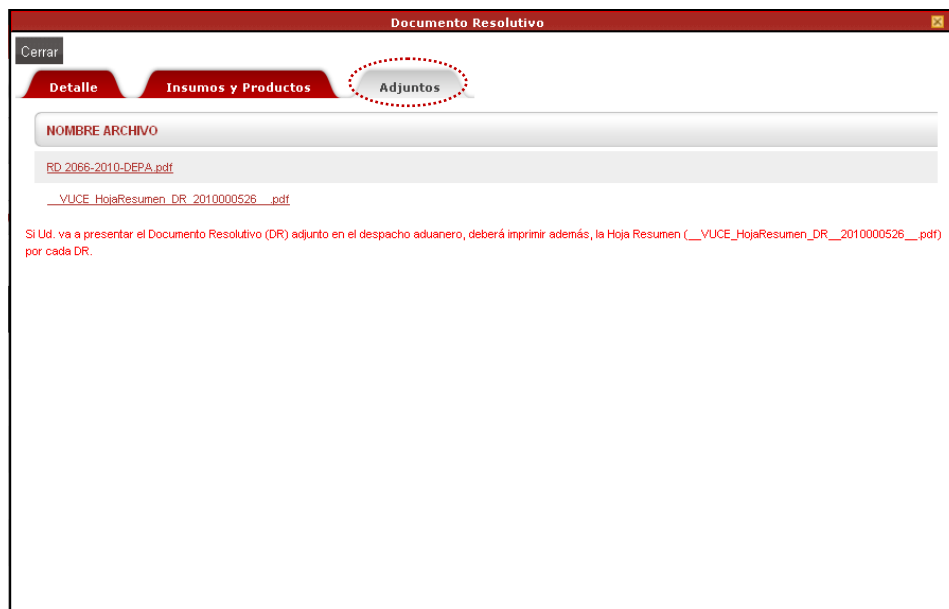 Documento Resolutivo
Cerrar
Detalle
Insumos y Productos
Adjuntos
NOMBRE ARCHIVO
RD 2066-2010-DEPA.pdf
__VUCE_HojaResumen_DR_2010000526__.pdf
Si Ud. va a presentar el Documento Resolutivo (DR) adjunto en el despacho aduanero, deberá imprimir además, la Hoja Resumen (__VUCE_HojaResumen_DR__2010000526__.pdf)
por cada DR.